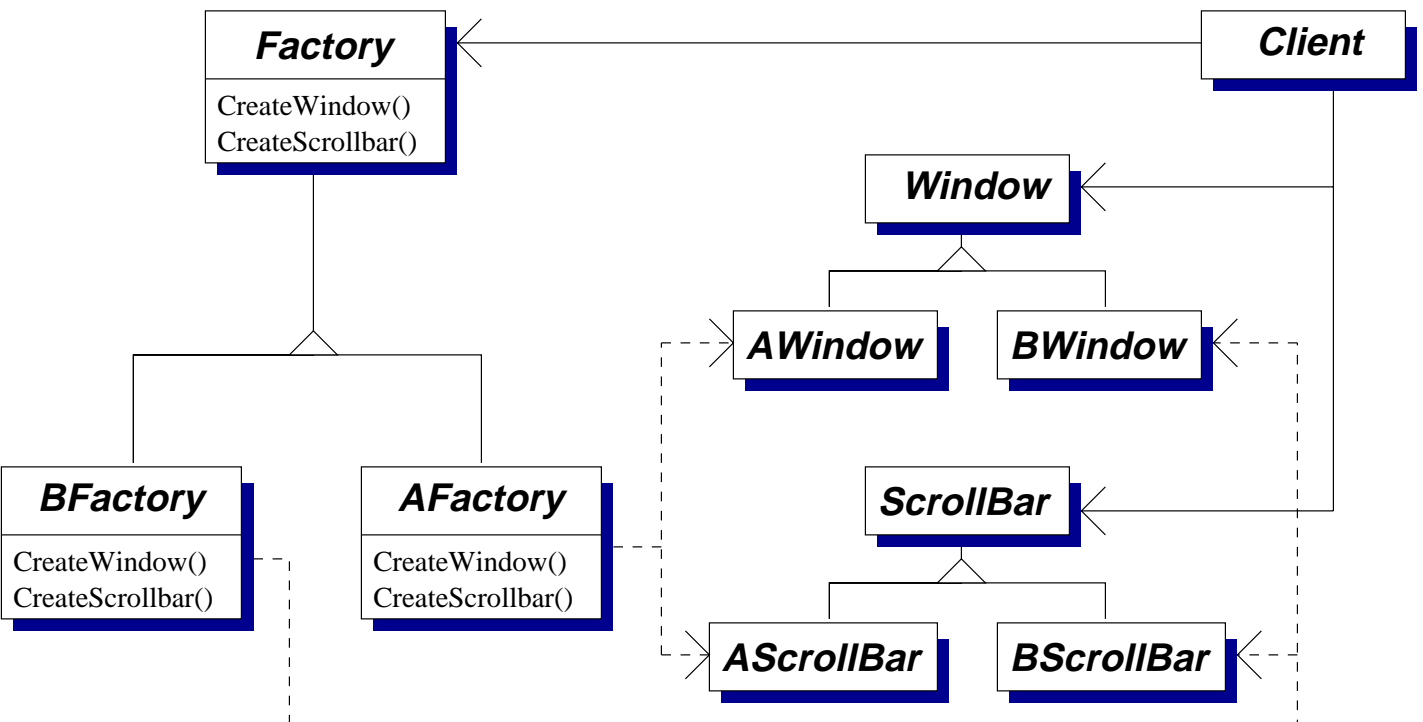 Factory
CreateWindow()
CreateScrollbar()
Client
Window
AWindow
BWindow
BFactory
CreateWindow()
CreateScrollbar()
AFactory
CreateWindow()
CreateScrollbar()
ScrollBar
AScrollBar
BScrollBar